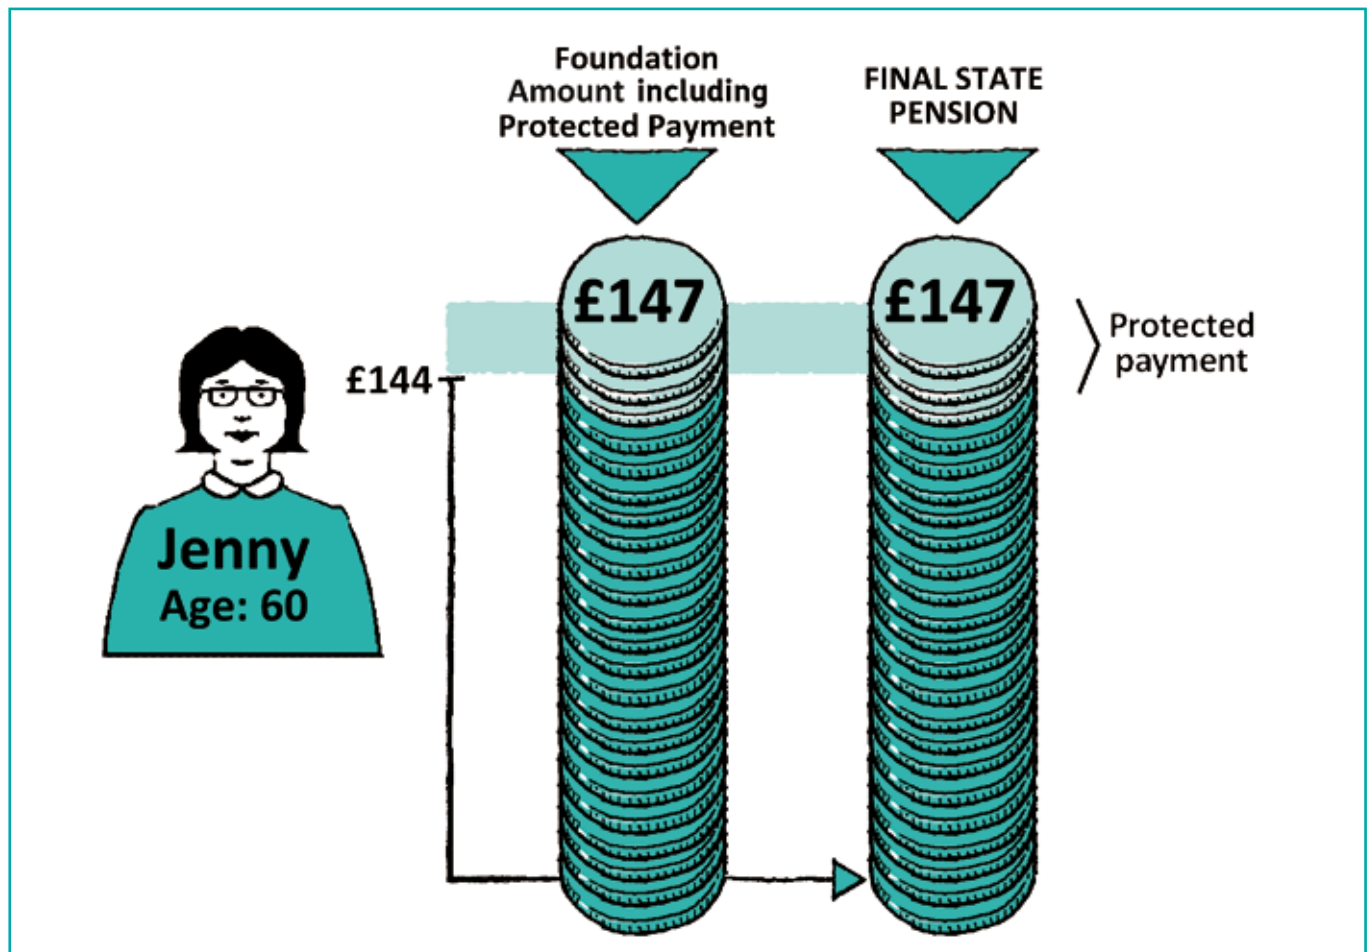 Foundation
Amount including
Protected Payment
FINAL STATE
PENSION
£147
£147
Protected
payment
£144
Jenny
Age: 60